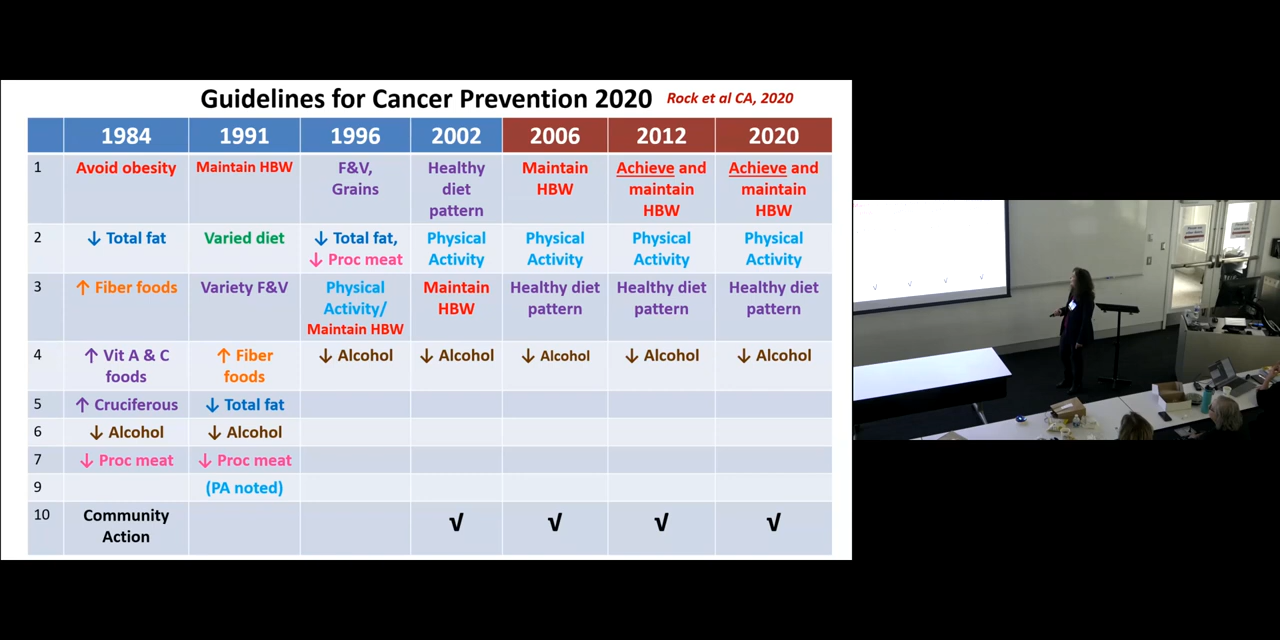 Guidelines for Cancer Prevention 2020 Rock et al CA, 2020
1984 1991 1996 2002 2006 2012 2020
1 Avoid obesity Maintain HBW F&V, Healthy Maintain Achieve and Achieve and
Grains diet HBW maintain maintain
pattern HBW HBW
2 ↓ Total fat Varied diet ↓ Total fat, Physical Physical Physical Physical
↓ Proc meat Activity Activity Activity Activity
3 ↑ Fiber foods Variety F&V Physical Maintain Healthy diet Healthy diet Healthy diet
Activity/ HBW pattern pattern pattern
Maintain HBW
4 ↑ Vit A & C ↑ Fiber ↓ Alcohol ↓ Alcohol ↓ Alcohol ↓ Alcohol ↓ Alcohol
foods foods
5 ↑ Cruciferous ↓ Total fat
6 ↓ Alcohol ↓ Alcohol
7 ↓ Proc meat ↓ Proc meat
9 (PA noted)
10 Community √ √ √ √
Action